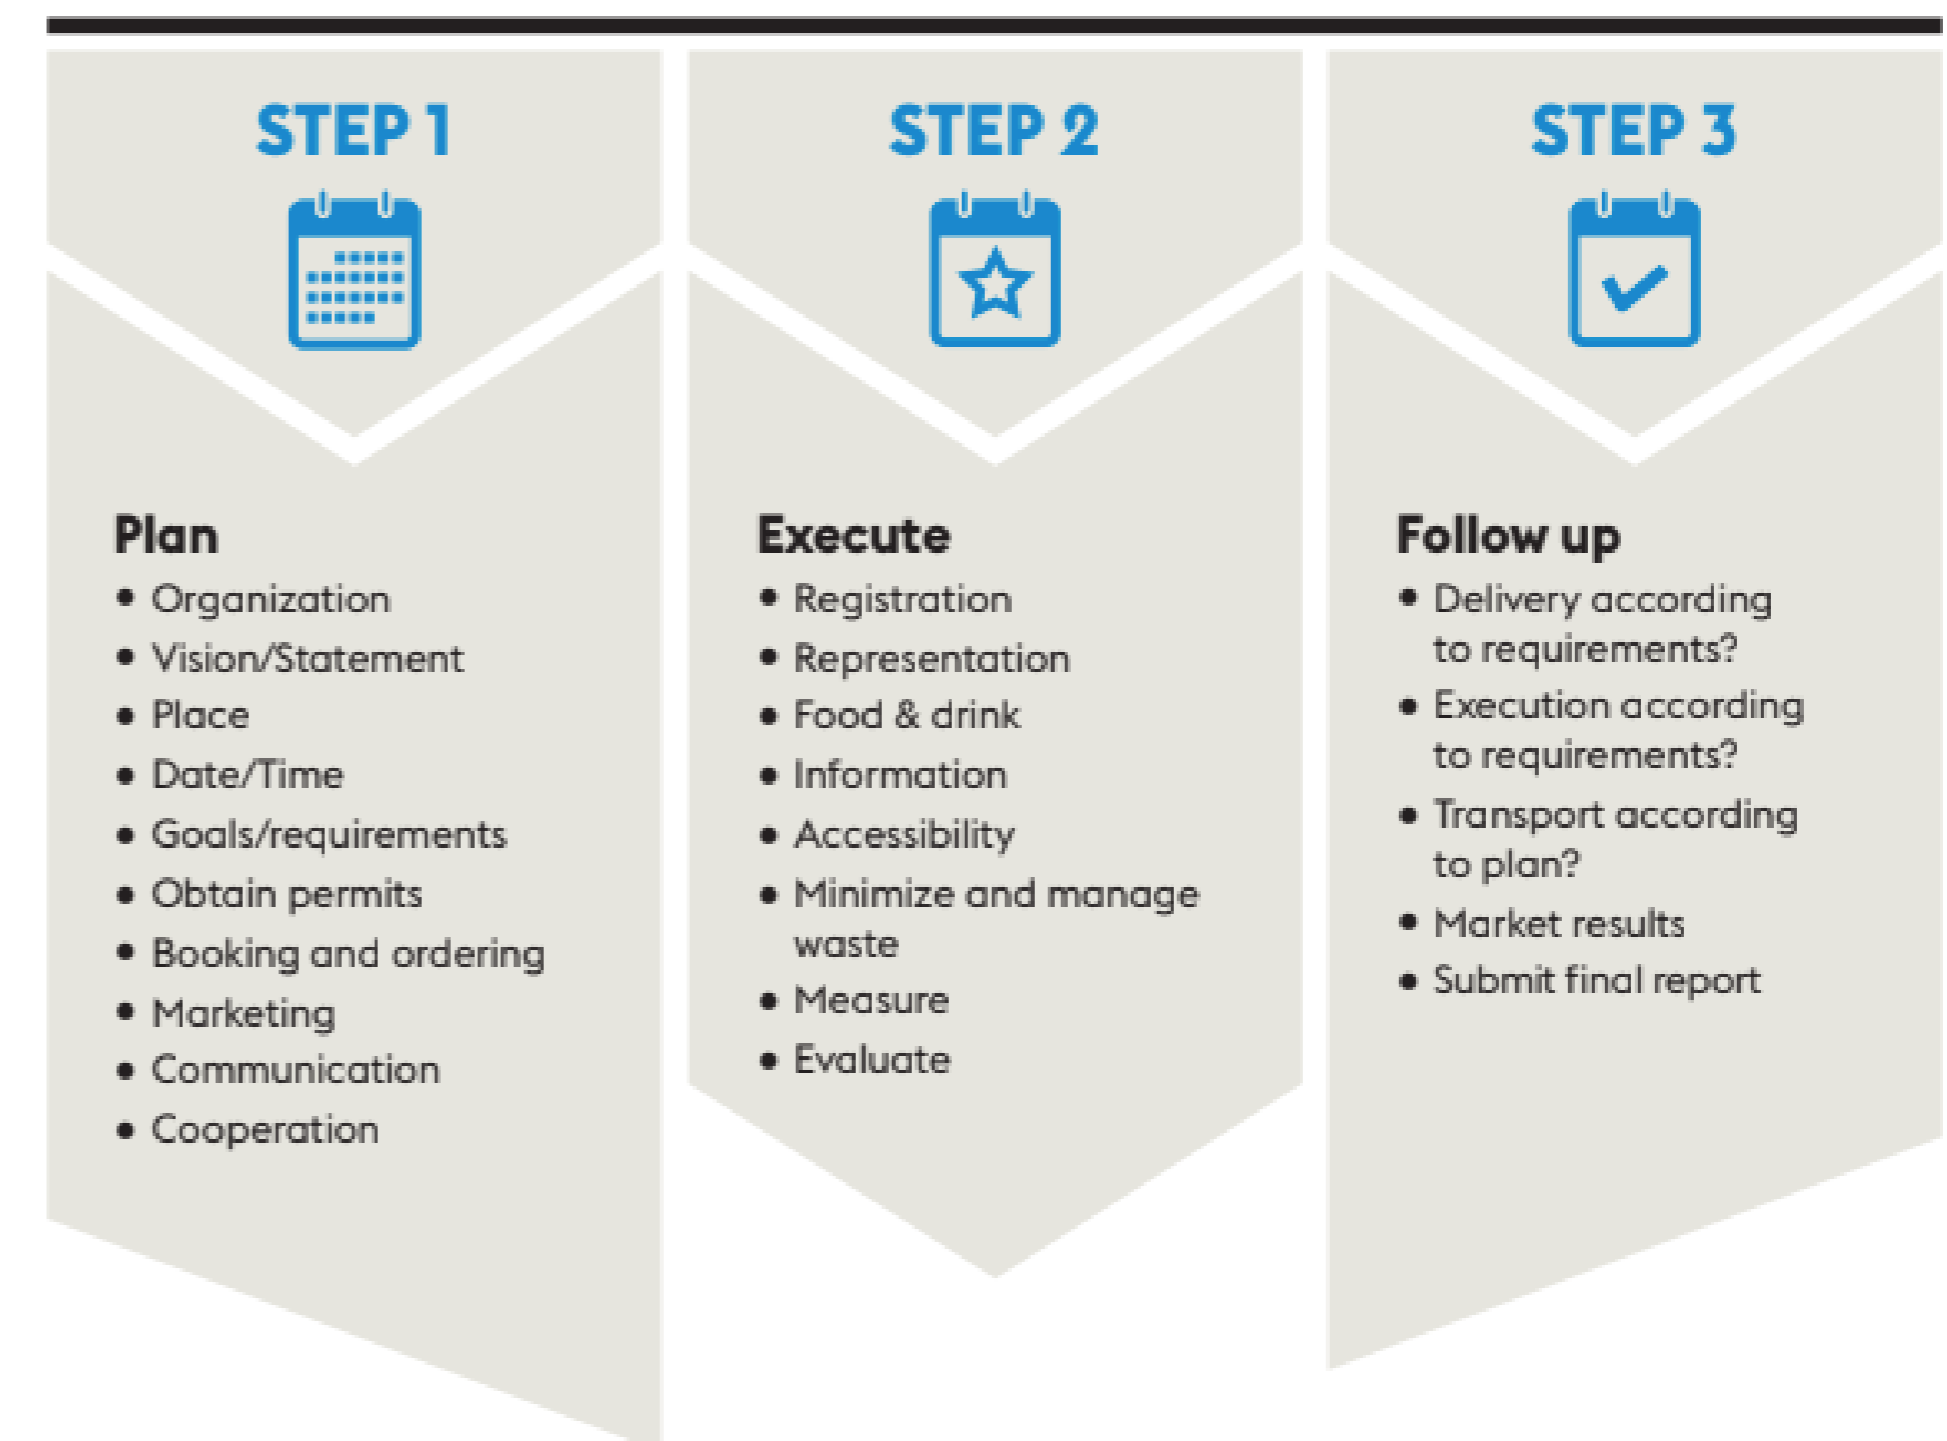 STEP 1
Plan
• Organization
• Vision/Statement
• Place
• Date/Time
• Goals/requirements
• Obtain permits
• Booking and ordering
• Marketing
• Communication
• Cooperation
STEP 2
Execute
• Registration
• Representation
• Food & drink
• Information
• Accessibility
• Minimize and manage
waste
• Measure
• Evaluate
STEP 3
Follow up
• Delivery according
to requirements?
• Execution according
to requirements?
• Transport according
to plan?
• Market results
• Submit final report